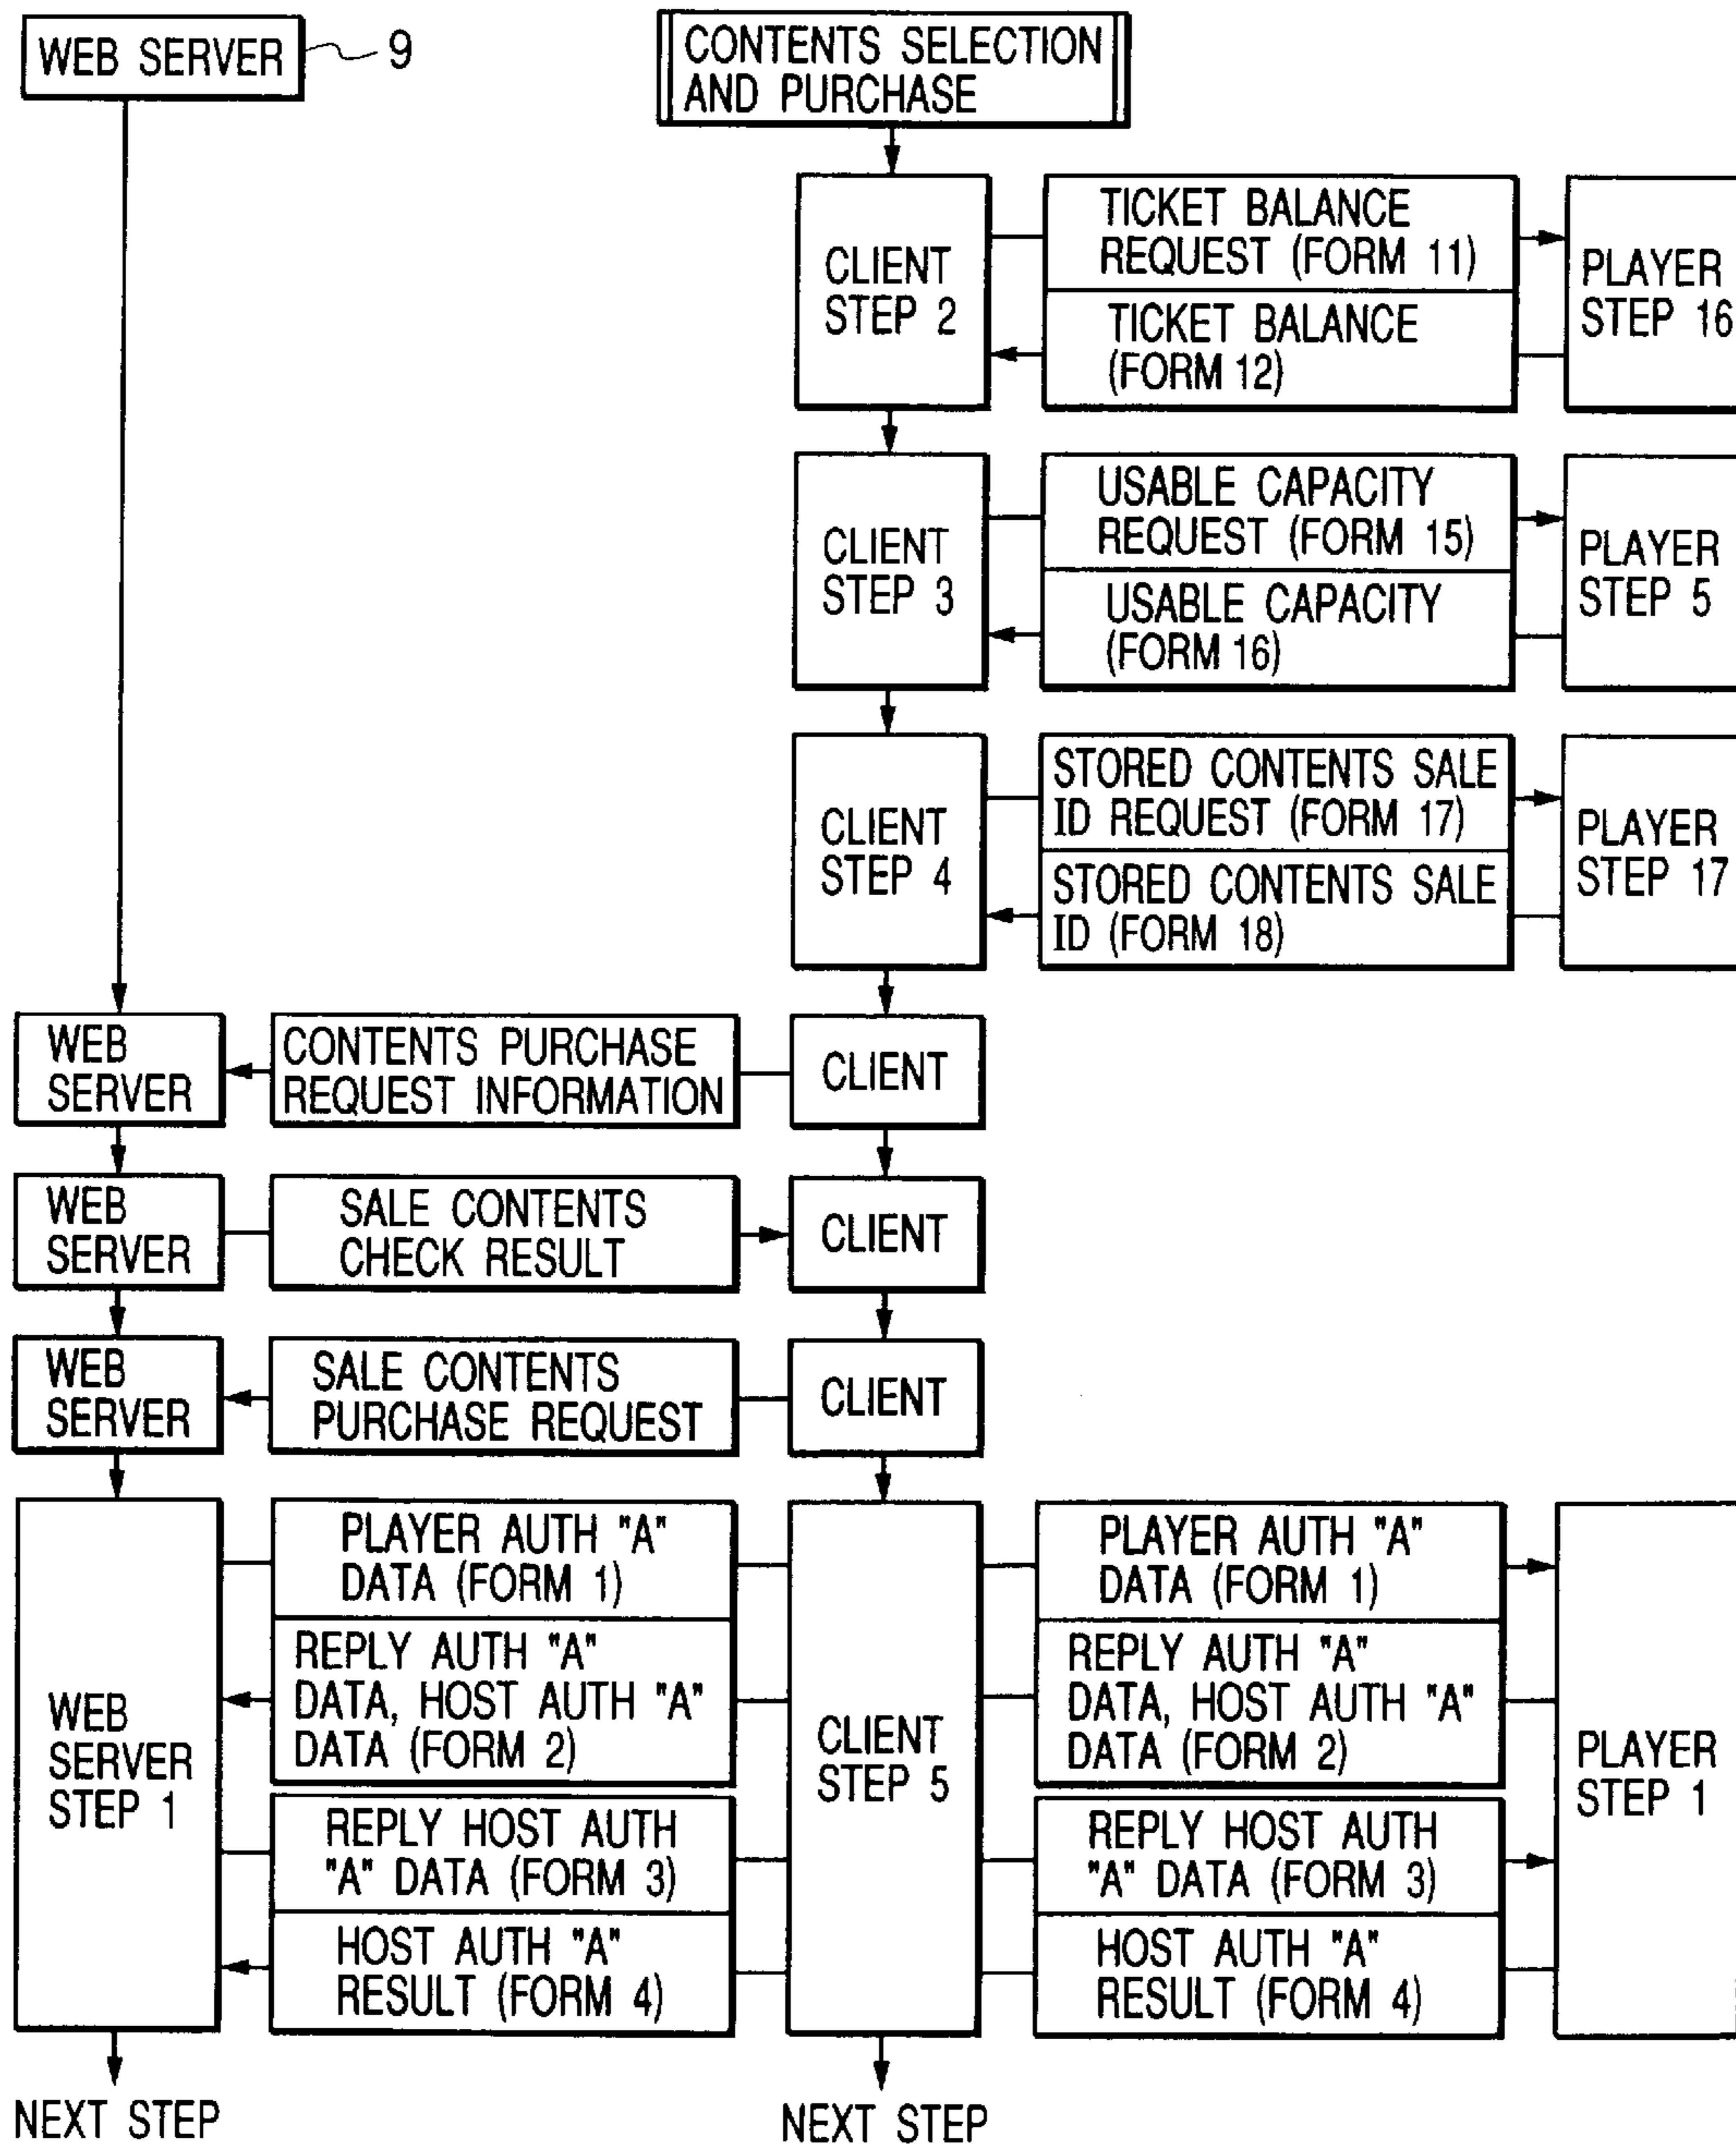 WEB SERVER
9
CONTENTS SELECTION
AND PURCHASE
CLIENT
STEP 2
TICKET BALANCE
REQUEST (FORM 11)
TICKET BALANCE
(FORM 12)
PLAYER
STEP 16
CLIENT
STEP 3
USABLE CAPACITY
REQUEST (FORM 15)
USABLE CAPACITY
(FORM 16)
PLAYER
STEP 5
CLIENT
STEP 4
STORED CONTENTS SALE
ID REQUEST (FORM 17)
STORED CONTENTS SALE
ID (FORM 18)
PLAYER
STEP 17
WEB
SERVER
CONTENTS PURCHASE
REQUEST INFORMATION
CLIENT
WEB
SERVER
SALE CONTENTS
CHECK RESULT
CLIENT
WEB
SERVER
SALE CONTENTS
PURCHASE REQUEST
CLIENT
WEB
SERVER
STEP 1
PLAYER AUTH "A"
DATA (FORM 1)
REPLY AUTH "A"
DATA, HOST AUTH "A"
DATA (FORM 2)
REPLY HOST AUTH
"A" DATA (FORM 3)
HOST AUTH "A"
RESULT (FORM 4)
CLIENT
STEP 5
PLAYER AUTH "A"
DATA (FORM 1)
REPLY AUTH "A"
DATA, HOST AUTH "A"
DATA (FORM 2)
REPLY HOST AUTH
"A" DATA (FORM 3)
HOST AUTH "A"
RESULT (FORM 4)
PLAYER
STEP 1
NEXT STEP
NEXT STEP